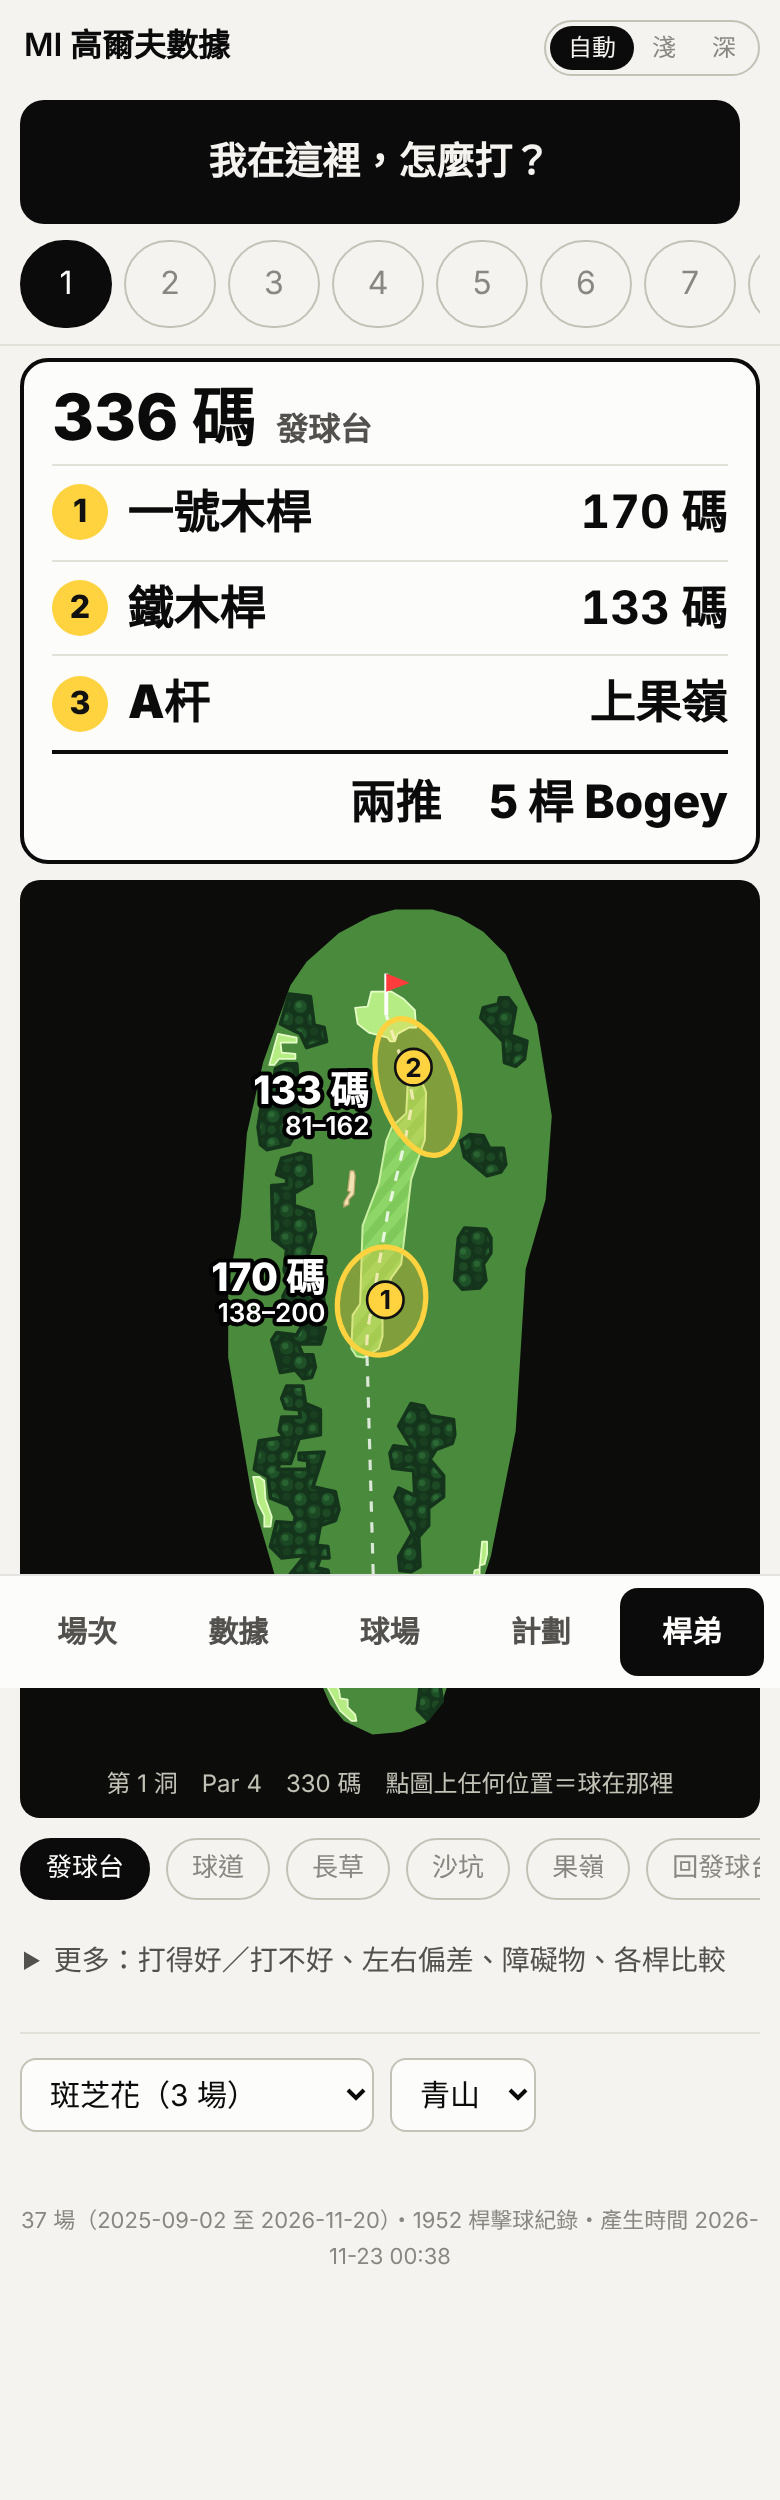 MI 高爾夫數據
自動 淺 深
我在這裡，怎麼打？
1 2 3 4 5 6 7
336 碼 發球台
1 一號木桿 170 碼
2 鐵木桿 133 碼
3 A杆 上果嶺
兩推 5 桿 Bogey
2
133 碼
81–162
170 碼
138–200
1
場次 數據 球場 計劃 桿弟
第 1 洞 Par 4 330 碼 點圖上任何位置＝球在那裡
發球台 球道 長草 沙坑 果嶺 回發球台
▶ 更多：打得好／打不好、左右偏差、障礙物、各桿比較
斑芝花（3 場） 青山
37 場（2025-09-02 至 2026-11-20）・1952 桿擊球紀錄・產生時間 2026-
11-23 00:38